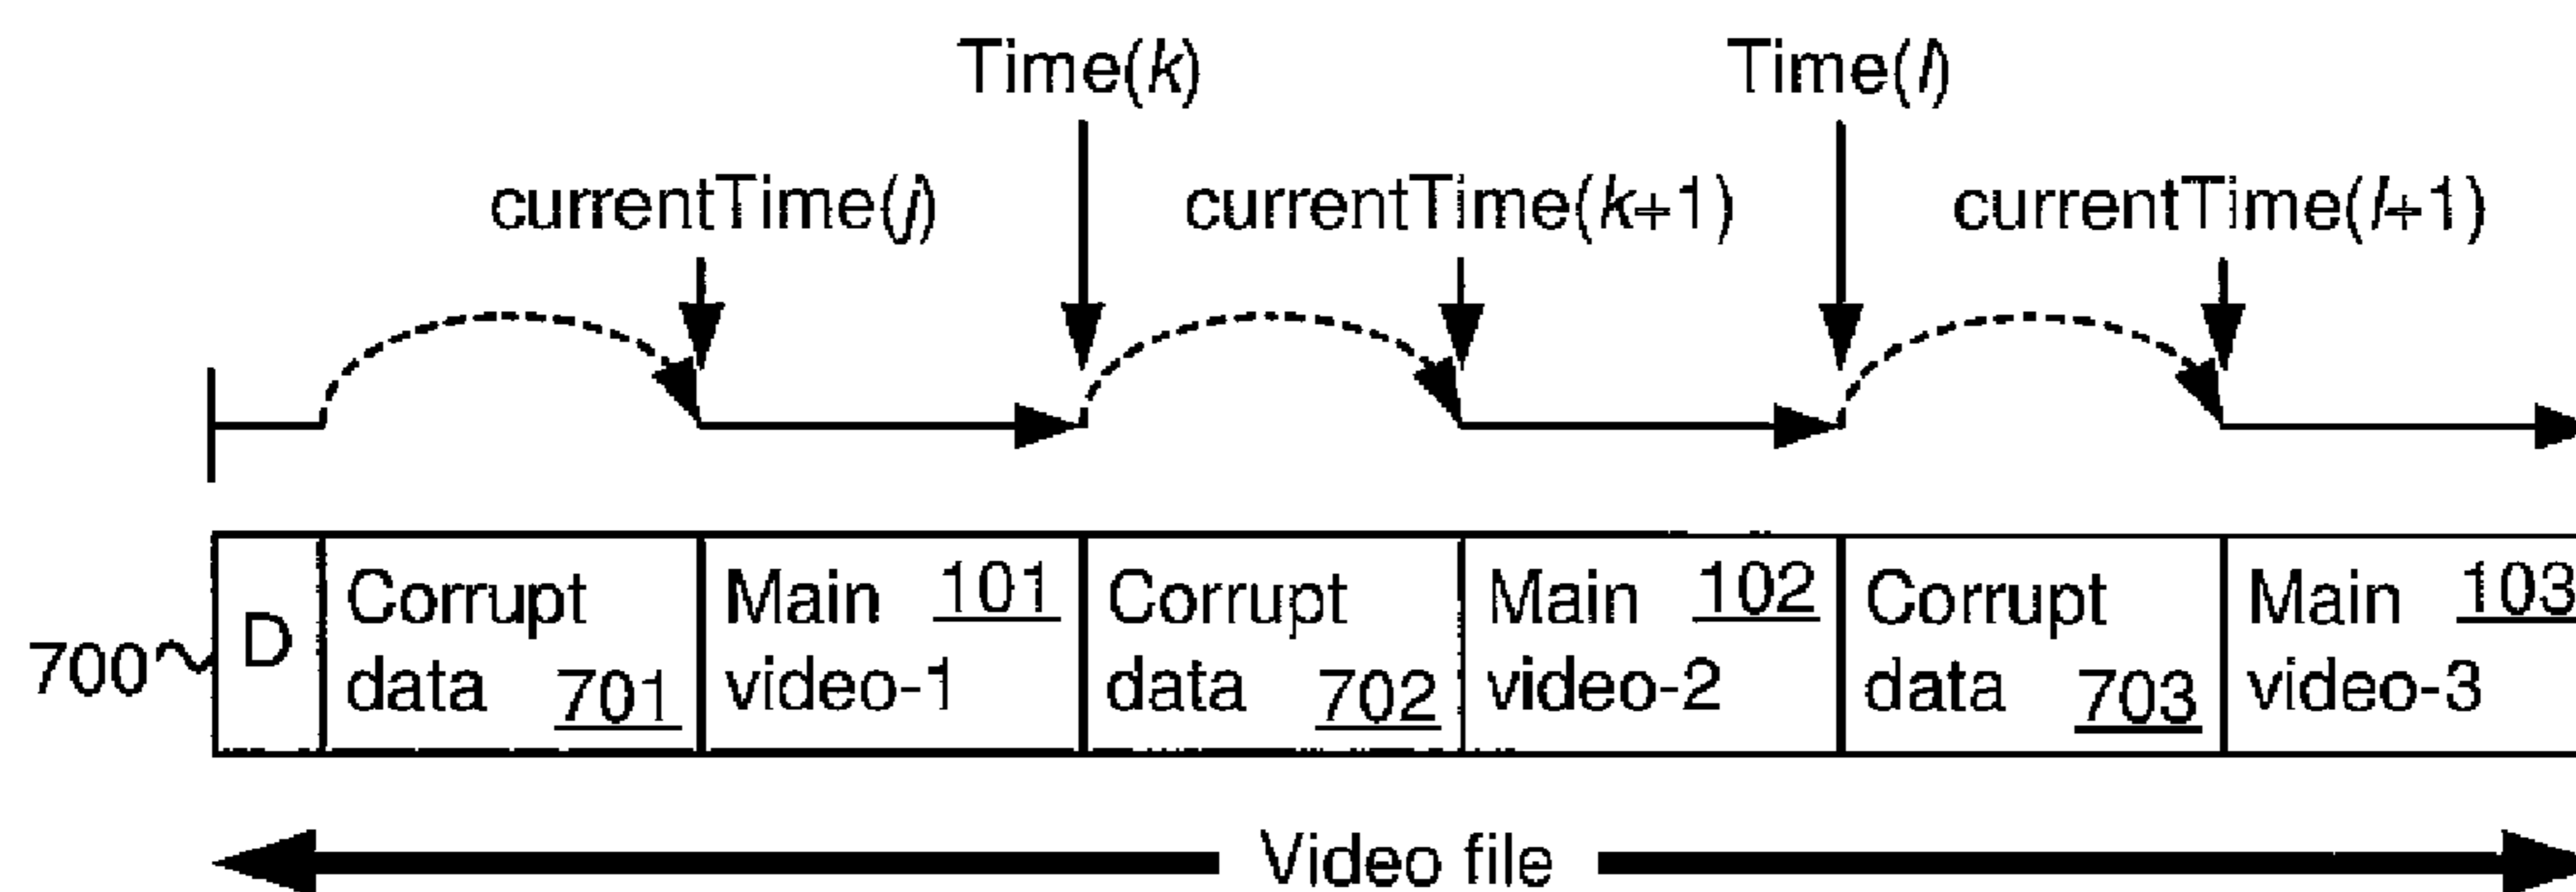 Time(k) Time(l)
currentTime(j) currentTime(k+1) currentTime(l+1)
700 D Corrupt data 701 Main video-1 101 Corrupt data 702 Main video-2 102 Corrupt data 703 Main video-3 103
Video file